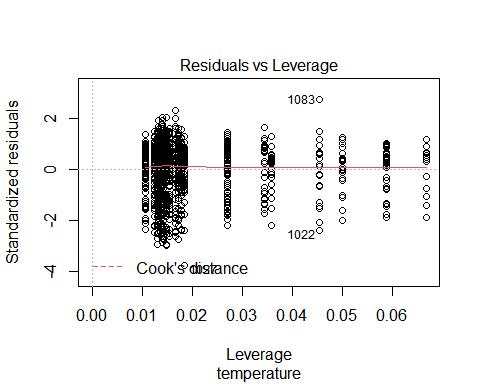 Residuals vs Leverage
Standardized residuals
2
0
-2
-4
1083
1022
Cook's distance
0.00 0.01 0.02 0.03 0.04 0.05 0.06
Leverage
temperature